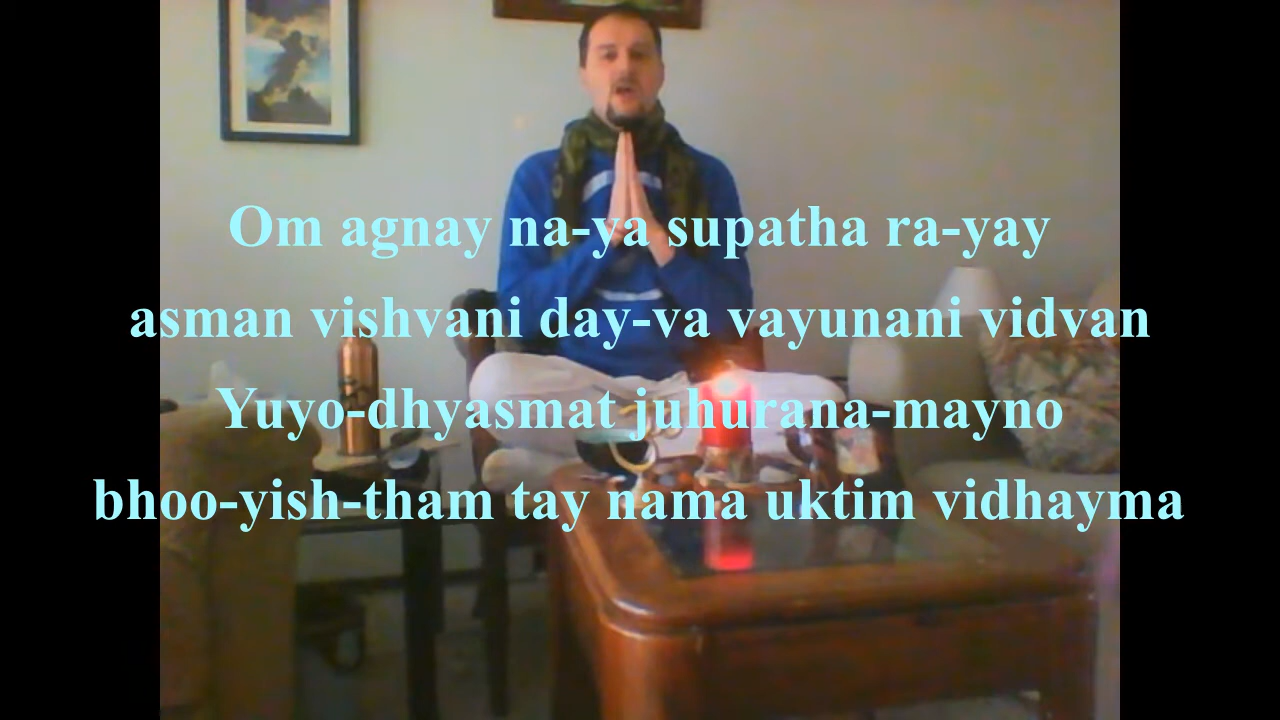 Om agnay na-ya supatha ra-yay
asman vishvani day-va vayunani vidvan
Yuyo-dhyasmat juhurana-mayno
bhoo-yish-tham tay nama uktim vidhayma